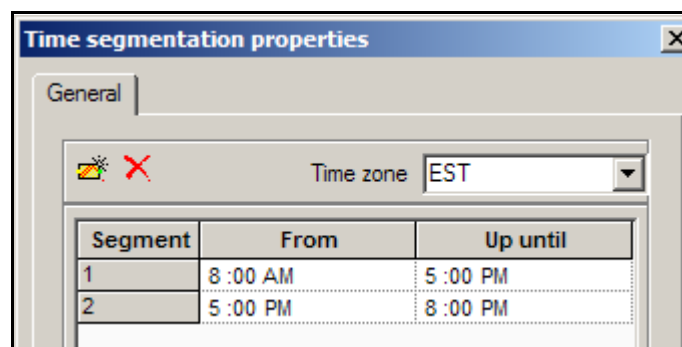 Time segmentation properties
General
Time zone EST
Segment From Up until
1 8 :00 AM 5 :00 PM
2 5 :00 PM 8 :00 PM